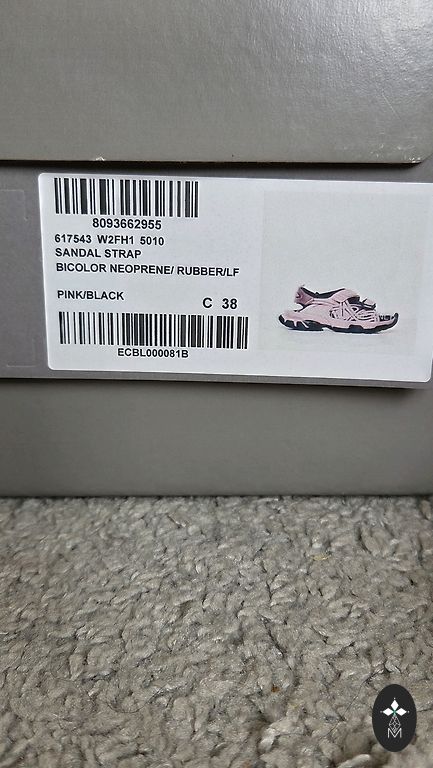 8093662955
617543 W2FH1 5010
SANDAL STRAP
BICOLOR NEOPRENE/ RUBBER/LF
PINK/BLACK
C 38
ECBL000081B
M